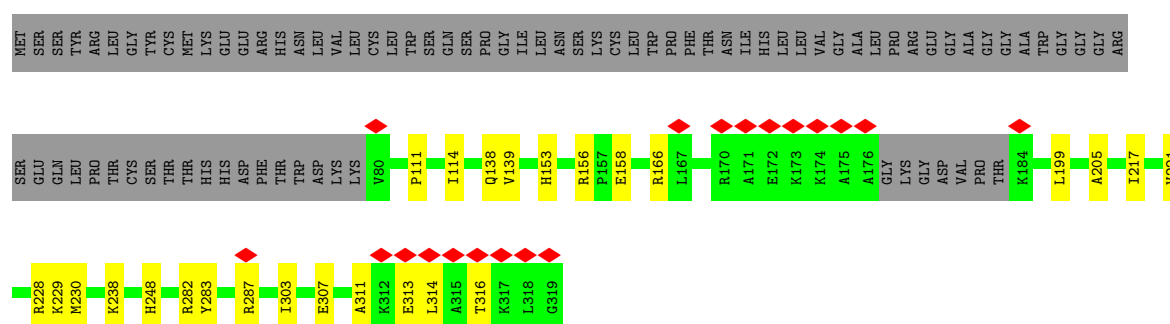 MET SER SER TYR ARG LEU GLY TYR CYS MET LYS GLU GLU ARG HIS ASN LEU VAL LEU CYS LEU TRP SER GLN SER PRO GLY ILE LEU ASN SER LYS CYS LEU TRP PRO PHE THR ASN ILE HIS LEU LEU VAL GLY ALA LEU PRO ARG GLU GLY ALA GLY GLY ALA TRP GLY GLY GLY ARG
SER GLU GLN LEU PRO THR CYS SER THR THR HIS HIS ASP PHE THR TRP ASP LYS LYS V80 P111 I114 Q138 V139 H153 R156 P157 E158 R166 L167 R170 A171 E172 K173 K174 A175 A176 GLY LYS GLY ASP VAL PRO THR K184 L199 A205 I217
R228 K229 M230 K238 H248 R282 Y283 R287 I303 E307 A311 K312 E313 L314 A315 T316 K317 L318 G319